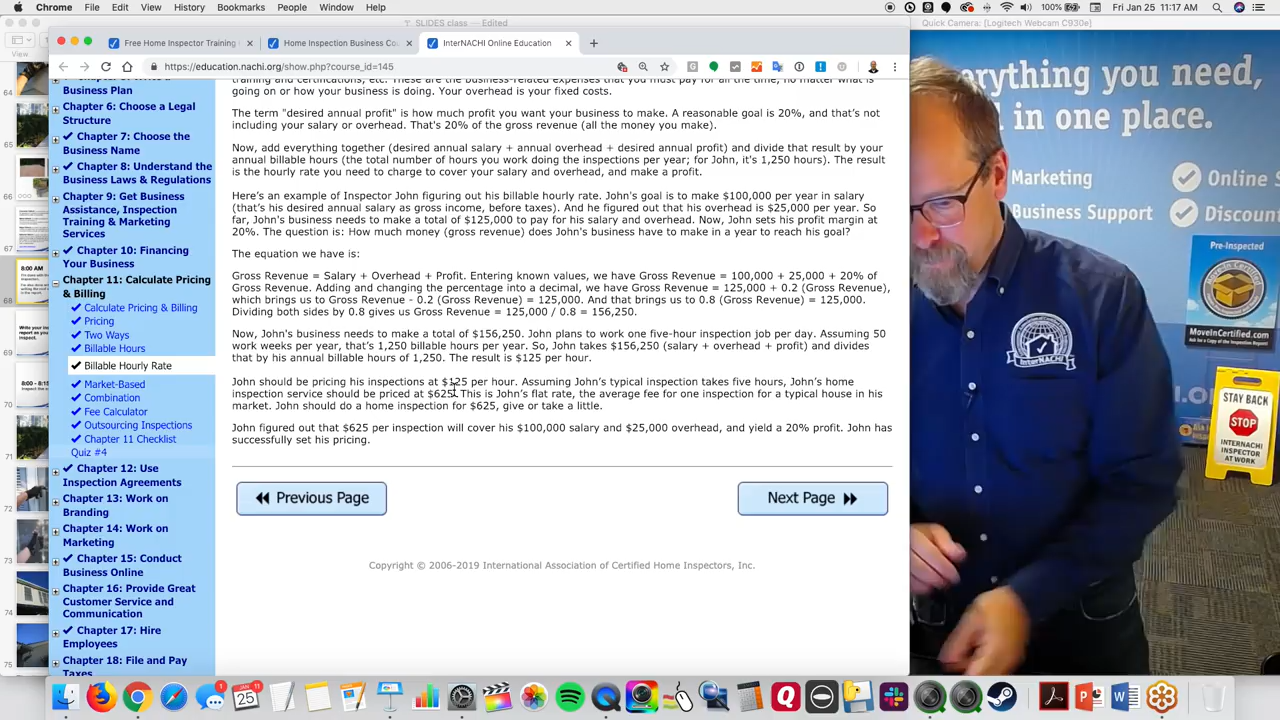 Chrome File Edit View History Bookmarks People Window Help
100% Fri Jan 25 11:17 AM
SLIDES class — Edited
Quick Camera: [Logitech Webcam C930e]
View
Free Home Inspector Training
Home Inspection Business Co
InterNACHI Online Education
https://education.nachi.org/show.php?course_id=145
Business Plan
Chapter 6: Choose a Legal
Structure
Chapter 7: Choose the
Business Name
Chapter 8: Understand the
Business Laws & Regulations
Chapter 9: Get Business
Assistance, Inspection
Training & Marketing
Services
Chapter 10: Financing
Your Business
Chapter 11: Calculate Pricing
& Billing
Calculate Pricing & Billing
Pricing
Two Ways
Billable Hours
Billable Hourly Rate
Market-Based
Combination
Fee Calculator
Outsourcing Inspections
Chapter 11 Checklist
Quiz #4
Chapter 12: Use
Inspection Agreements
Chapter 13: Work on
Branding
Chapter 14: Work on
Marketing
Chapter 15: Conduct
Business Online
Chapter 16: Provide Great
Customer Service and
Communication
Chapter 17: Hire
Employees
Chapter 18: File and Pay
Taxes
training and certifications, etc. These are the business-related expenses that you must pay for all the time, no matter what is
going on or how your business is doing. Your overhead is your fixed costs.
The term "desired annual profit" is how much profit you want your business to make. A reasonable goal is 20%, and that's not
including your salary or overhead. That's 20% of the gross revenue (all the money you make).
Now, add everything together (desired annual salary + annual overhead + desired annual profit) and divide that result by your
annual billable hours (the total number of hours you work doing the inspections per year; for John, it's 1,250 hours). The result
is the hourly rate you need to charge to cover your salary and overhead, and make a profit.
Here's an example of Inspector John figuring out his billable hourly rate. John's goal is to make $100,000 per year in salary
(that's his desired annual salary as gross income, before taxes). And he figured out that his overhead is $25,000 per year. So
far, John's business needs to make a total of $125,000 to pay for his salary and overhead. Now, John sets his profit margin at
20%. The question is: How much money (gross revenue) does John's business have to make in a year to reach his goal?
The equation we have is:
Gross Revenue = Salary + Overhead + Profit. Entering known values, we have Gross Revenue = 100,000 + 25,000 + 20% of
Gross Revenue. Adding and changing the percentage into a decimal, we have Gross Revenue = 125,000 + 0.2 (Gross Revenue),
which brings us to Gross Revenue - 0.2 (Gross Revenue) = 125,000. And that brings us to 0.8 (Gross Revenue) = 125,000.
Dividing both sides by 0.8 gives us Gross Revenue = 125,000 / 0.8 = 156,250.
Now, John's business needs to make a total of $156,250. John plans to work one five-hour inspection job per day. Assuming 50
work weeks per year, that's 1,250 billable hours per year. So, John takes $156,250 (salary + overhead + profit) and divides
that by his annual billable hours of 1,250. The result is $125 per hour.
John should be pricing his inspections at $125 per hour. Assuming John's typical inspection takes five hours, John's home
inspection service should be priced at $625. This is John's flat rate, the average fee for one inspection for a typical house in his
market. John should do a home inspection for $625, give or take a little.
John figured out that $625 per inspection will cover his $100,000 salary and $25,000 overhead, and yield a 20% profit. John has
successfully set his pricing.
Previous Page
Next Page
Copyright © 2006-2019 International Association of Certified Home Inspectors, Inc.
64
65
66
67
8:00 AM
68
69
70
71
72
73
74
75
erything you need,
l in one place.
Marketing
Online S
Business Support
Discoun
Pre-Inspected
MoveInCertified.com
Ask for a Copy of the Inspection Report
STAY BACK
STOP
INTERNACHI
INSPECTOR
AT WORK
InterNACHI